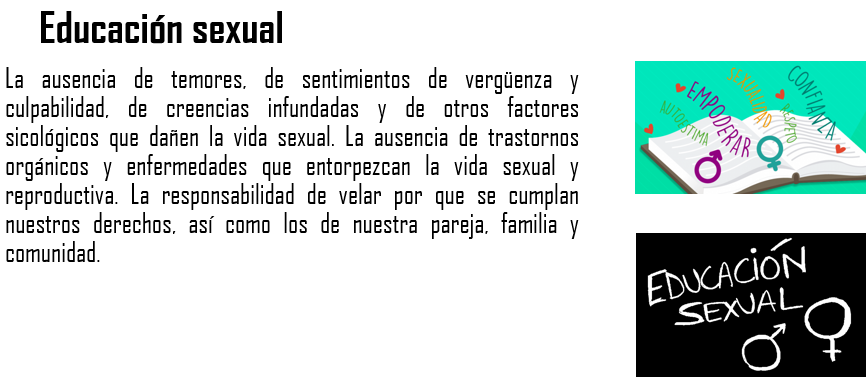 Educación sexual
La ausencia de temores, de sentimientos de vergüenza y
culpabilidad, de creencias infundadas y de otros factores
sicológicos que dañen la vida sexual. La ausencia de trastornos
orgánicos y enfermedades que entorpezcan la vida sexual y
reproductiva. La responsabilidad de velar por que se cumplan
nuestros derechos, así como los de nuestra pareja, familia y
comunidad.
AUTOESTIMA
EMPODERAR
SEXUALIDAD
RESPETO
CONFIANZA
EDUCACIÓN
SEXUAL